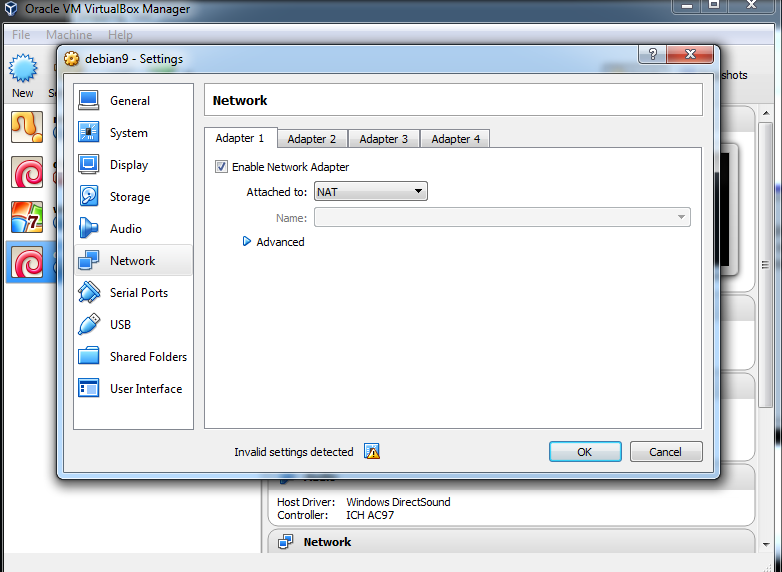 Oracle VM VirtualBox Manager
File Machine Help
New
shots
debian9 - Settings
General
System
Display
Storage
Audio
Network
Serial Ports
USB
Shared Folders
User Interface
Network
Adapter 1 Adapter 2 Adapter 3 Adapter 4
Enable Network Adapter
Attached to: NAT
Name:
Advanced
Invalid settings detected
OK Cancel
Host Driver: Windows DirectSound
Controller: ICH AC97
Network